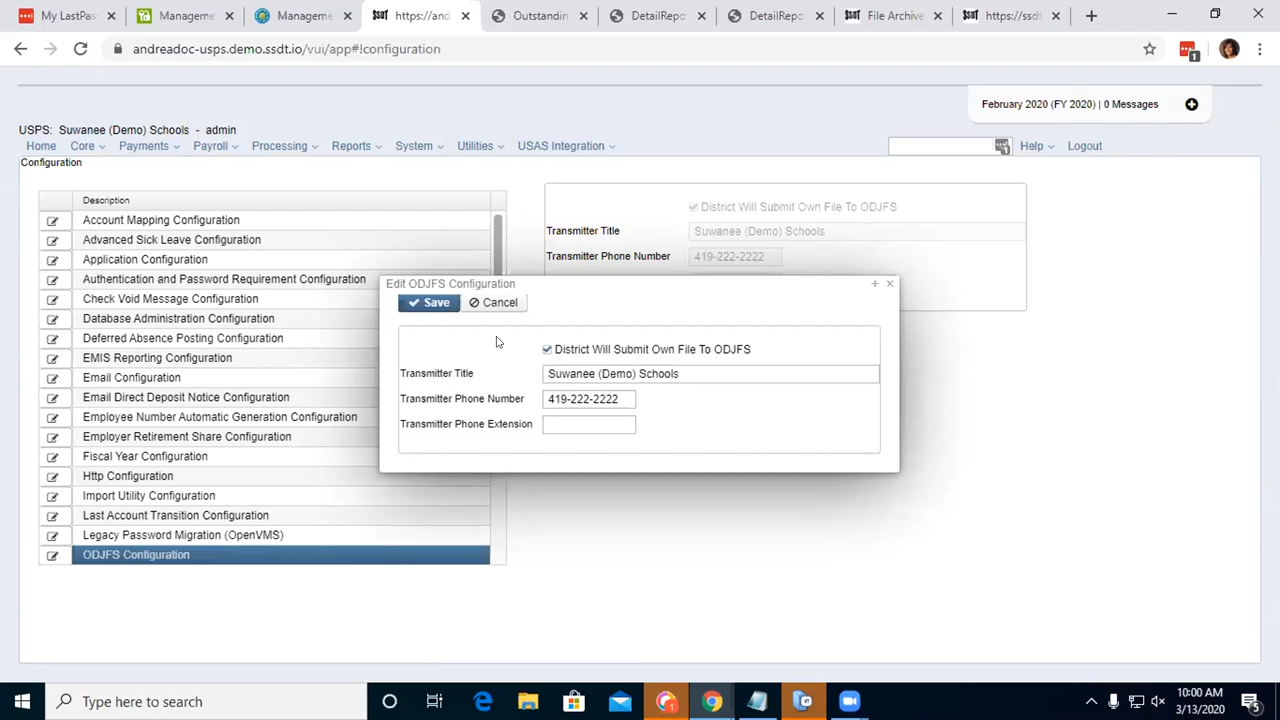 My LastPas
Manageme
Manageme
SSDT
https://and
Outstandin
DetailRepo
DetailRepo
SSDT
File Archive
SSDT
https://ssdt
andreadoc-usps.demo.ssdt.io/vui/app#!configuration
1
February 2020 (FY 2020) | 0 Messages
USPS: Suwanee (Demo) Schools - admin
Home Core Payments Payroll Processing Reports System Utilities USAS Integration
1
Help Logout
Configuration
Description
Account Mapping Configuration
Advanced Sick Leave Configuration
Application Configuration
Authentication and Password Requirement Configuration
Check Void Message Configuration
Database Administration Configuration
Deferred Absence Posting Configuration
EMIS Reporting Configuration
Email Configuration
Email Direct Deposit Notice Configuration
Employee Number Automatic Generation Configuration
Employer Retirement Share Configuration
Fiscal Year Configuration
Http Configuration
Import Utility Configuration
Last Account Transition Configuration
Legacy Password Migration (OpenVMS)
ODJFS Configuration
District Will Submit Own File To ODJFS
Transmitter Title Suwanee (Demo) Schools
Transmitter Phone Number 419-222-2222
Edit ODJFS Configuration
Save Cancel
District Will Submit Own File To ODJFS
Transmitter Title Suwanee (Demo) Schools
Transmitter Phone Number 419-222-2222
Transmitter Phone Extension
Type here to search
10:00 AM
3/13/2020
5